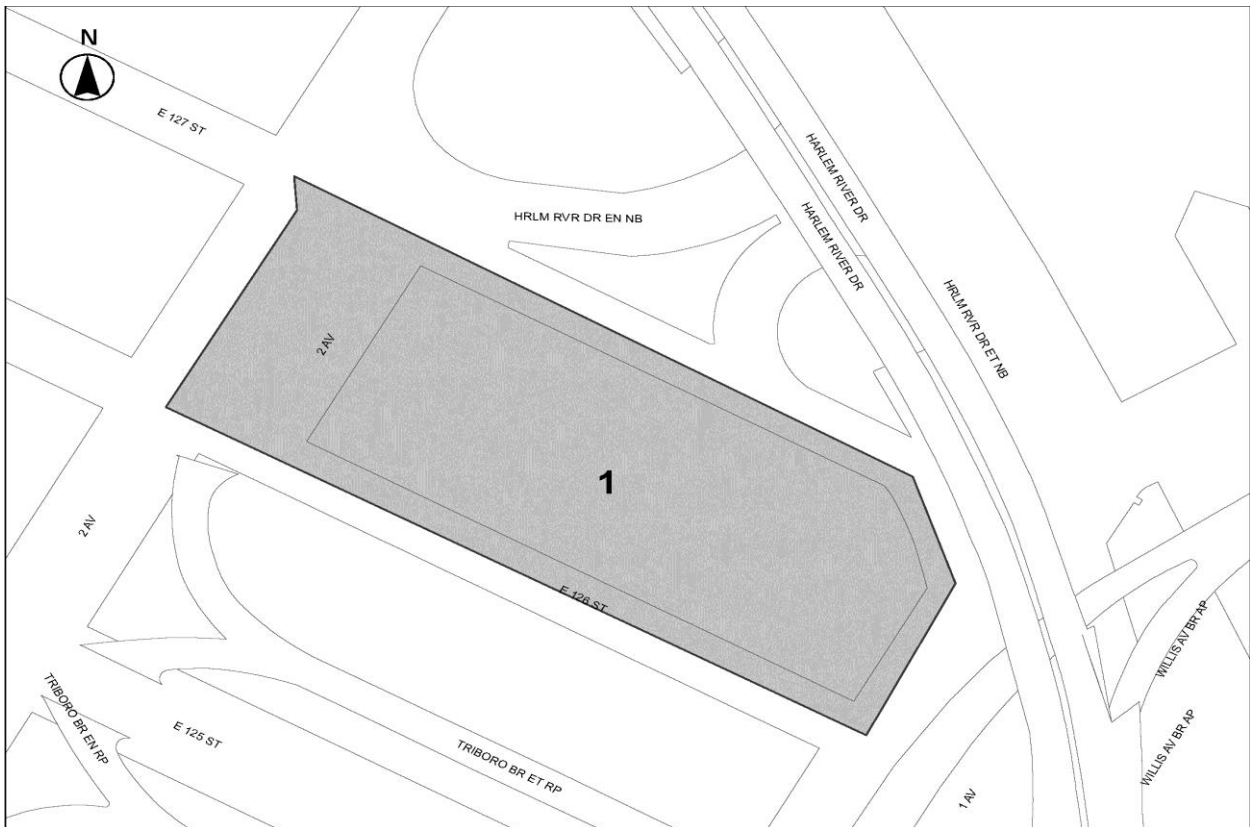 N
E 127 ST
HARLEM RIVER DR
HRLM RVR DR EN NB
HARLEM RIVER DR
HRLM RVR DR ET NB
2 AV
1
2 AV
E 126 ST
WILLIS AV BR AP
TRIBORO BR EN RP
E 125 ST
TRIBORO BR ET RP
WILLIS AV BR AP
1 AV